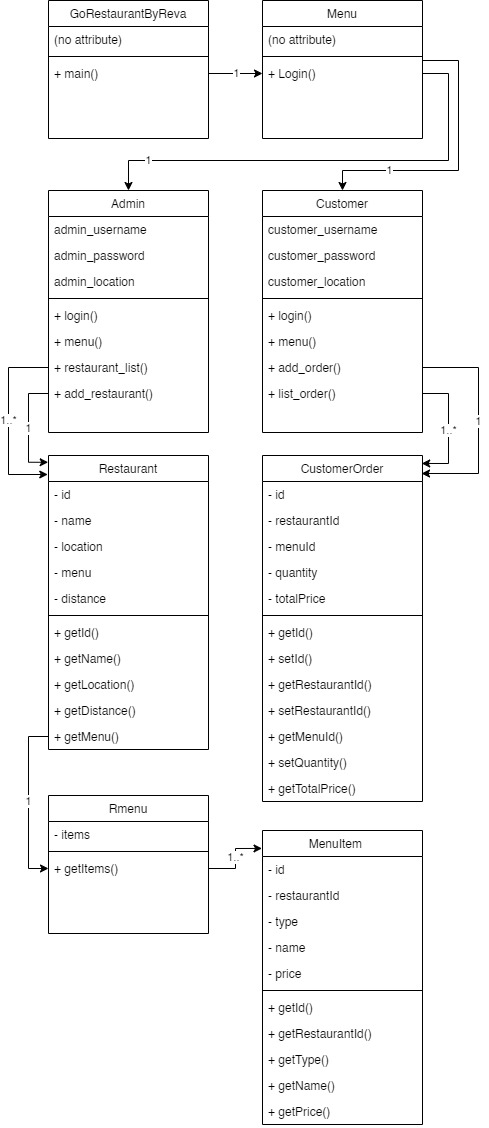 GoRestaurantByReva
(no attribute)
+ main()
1
Menu
(no attribute)
+ Login()
1
1
Admin
admin_username
admin_password
admin_location
+ login()
+ menu()
+ restaurant_list()
+ add_restaurant()
1..*
1
Customer
customer_username
customer_password
customer_location
+ login()
+ menu()
+ add_order()
+ list_order()
1..*
1
Restaurant
- id
- name
- location
- menu
- distance
+ getId()
+ getName()
+ getLocation()
+ getDistance()
+ getMenu()
1
CustomerOrder
- id
- restaurantId
- menuId
- quantity
- totalPrice
+ getId()
+ setId()
+ getRestaurantId()
+ setRestaurantId()
+ getMenuId()
+ setQuantity()
+ getTotalPrice()
Rmenu
- items
+ getItems()
1..*
MenuItem
- id
- restaurantId
- type
- name
- price
+ getId()
+ getRestaurantId()
+ getType()
+ getName()
+ getPrice()